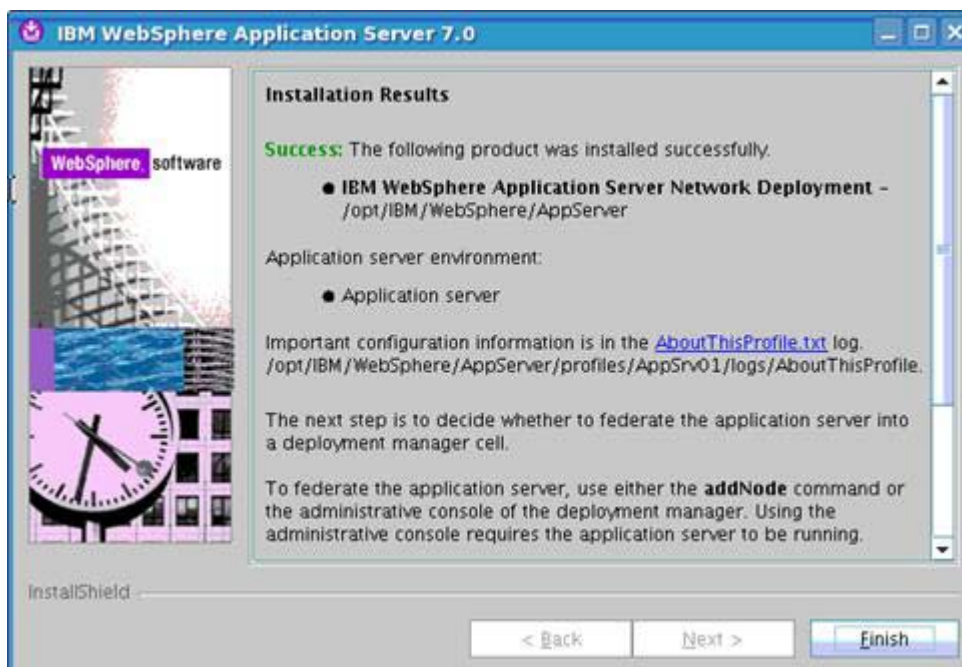 IBM WebSphere Application Server 7.0
WebSphere software
Installation Results
Success: The following product was installed successfully.
● IBM WebSphere Application Server Network Deployment –
/opt/IBM/WebSphere/AppServer
Application server environment:
● Application server
Important configuration information is in the AboutThisProfile.txt log.
/opt/IBM/WebSphere/AppServer/profiles/AppSrv01/logs/AboutThisProfile.
The next step is to decide whether to federate the application server into
a deployment manager cell.
To federate the application server, use either the addNode command or
the administrative console of the deployment manager. Using the
administrative console requires the application server to be running.
InstallShield
< Back
Next >
Finish